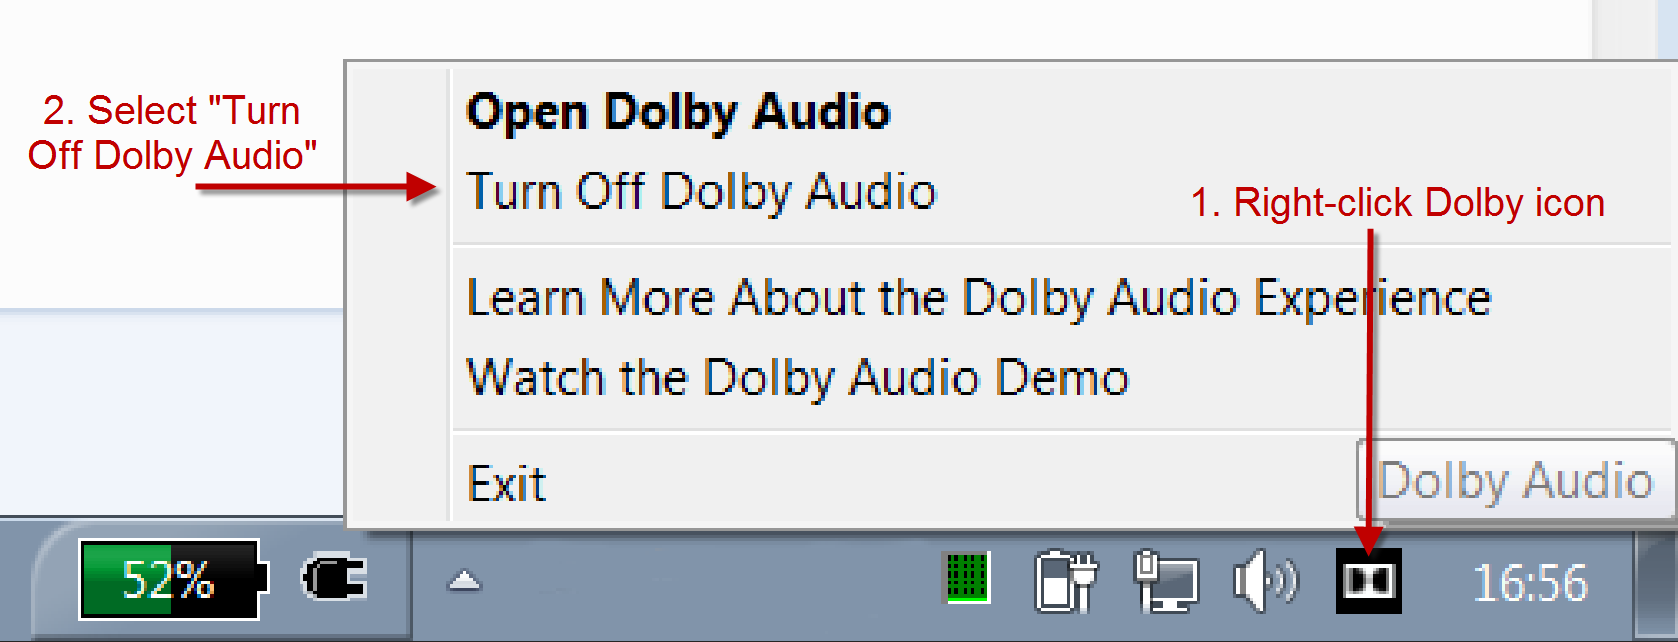 2. Select "Turn
Off Dolby Audio"
Open Dolby Audio
Turn Off Dolby Audio
1. Right-click Dolby icon
Learn More About the Dolby Audio Experience
Watch the Dolby Audio Demo
Exit
Dolby Audio
52%
16:56